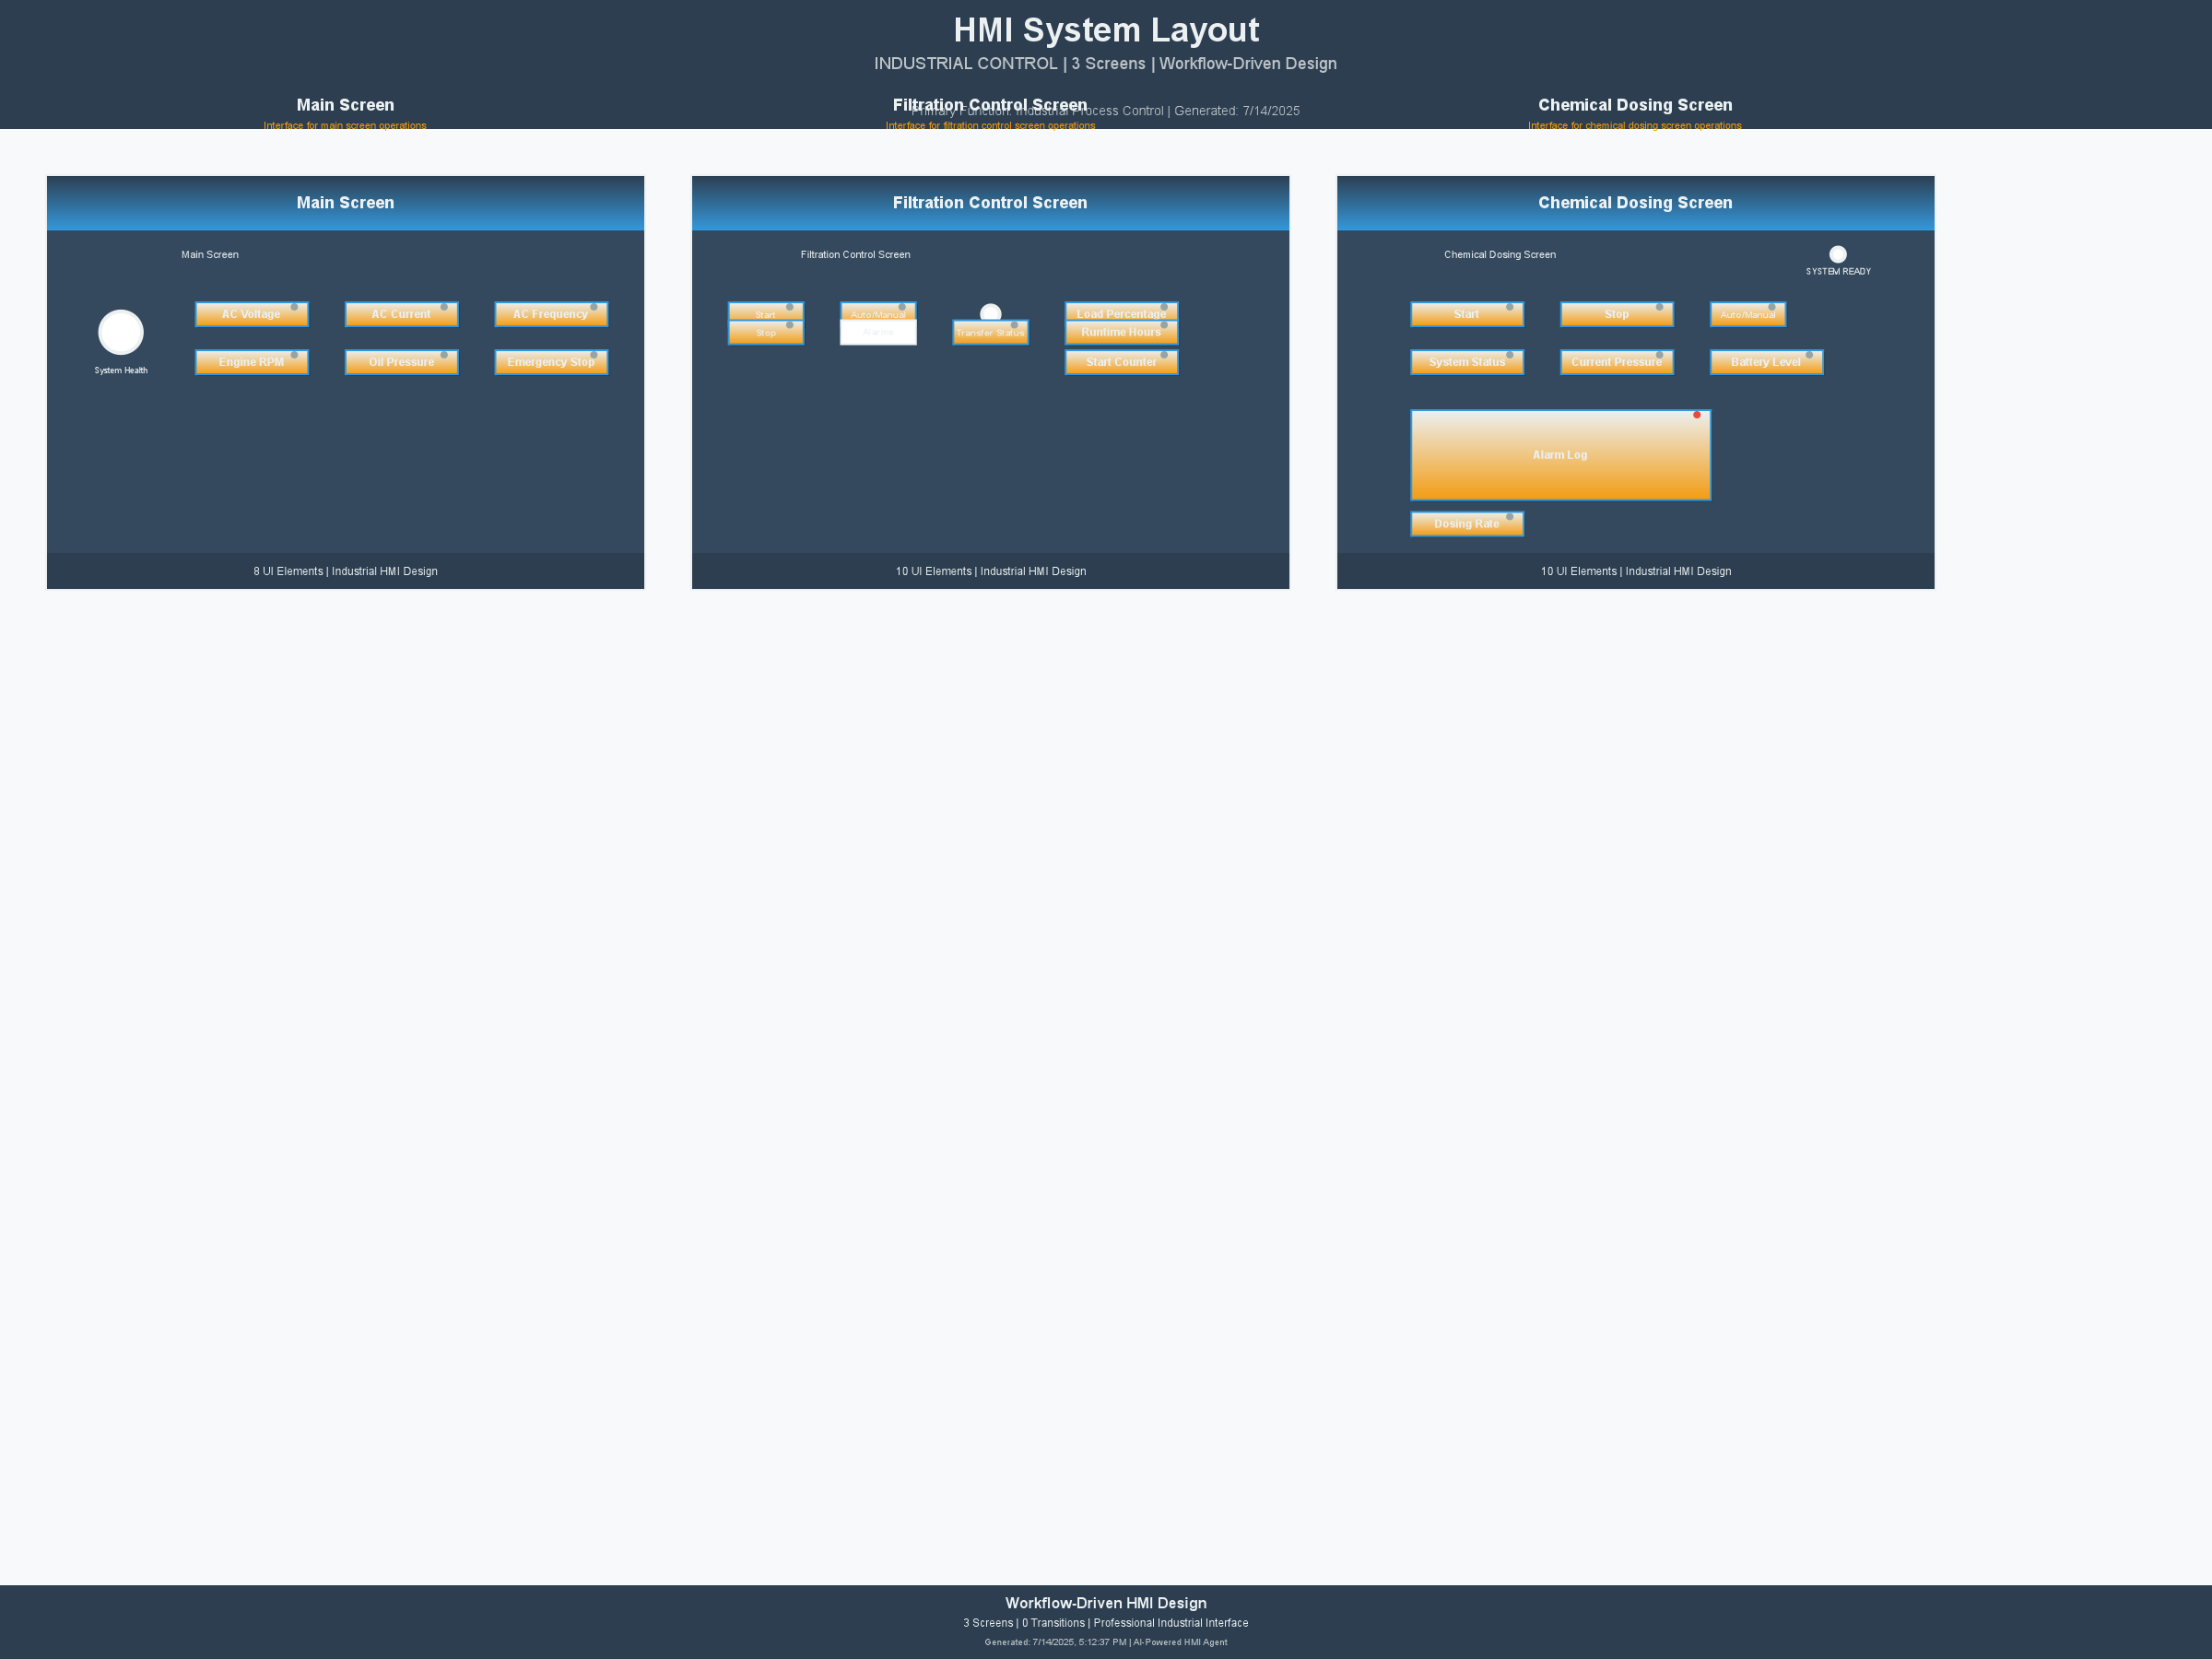 HMI System Layout
INDUSTRIAL CONTROL | 3 Screens | Workflow-Driven Design
Primary Function: Industrial Process Control | Generated: 7/14/2025
Main Screen
Interface for main screen operations
Filtration Control Screen
Interface for filtration control screen operations
Chemical Dosing Screen
Interface for chemical dosing screen operations
Main Screen
Main Screen
System Health
AC Voltage
AC Current
AC Frequency
Engine RPM
Oil Pressure
Emergency Stop
8 UI Elements | Industrial HMI Design
Filtration Control Screen
Filtration Control Screen
Start
Auto/Manual
Load Percentage
Stop
Alarms
Transfer Status
Runtime Hours
Start Counter
10 UI Elements | Industrial HMI Design
Chemical Dosing Screen
Chemical Dosing Screen
SYSTEM READY
Start
Stop
Auto/Manual
System Status
Current Pressure
Battery Level
Alarm Log
Dosing Rate
10 UI Elements | Industrial HMI Design
Workflow-Driven HMI Design
3 Screens | 0 Transitions | Professional Industrial Interface
Generated: 7/14/2025, 5:12:37 PM | AI-Powered HMI Agent